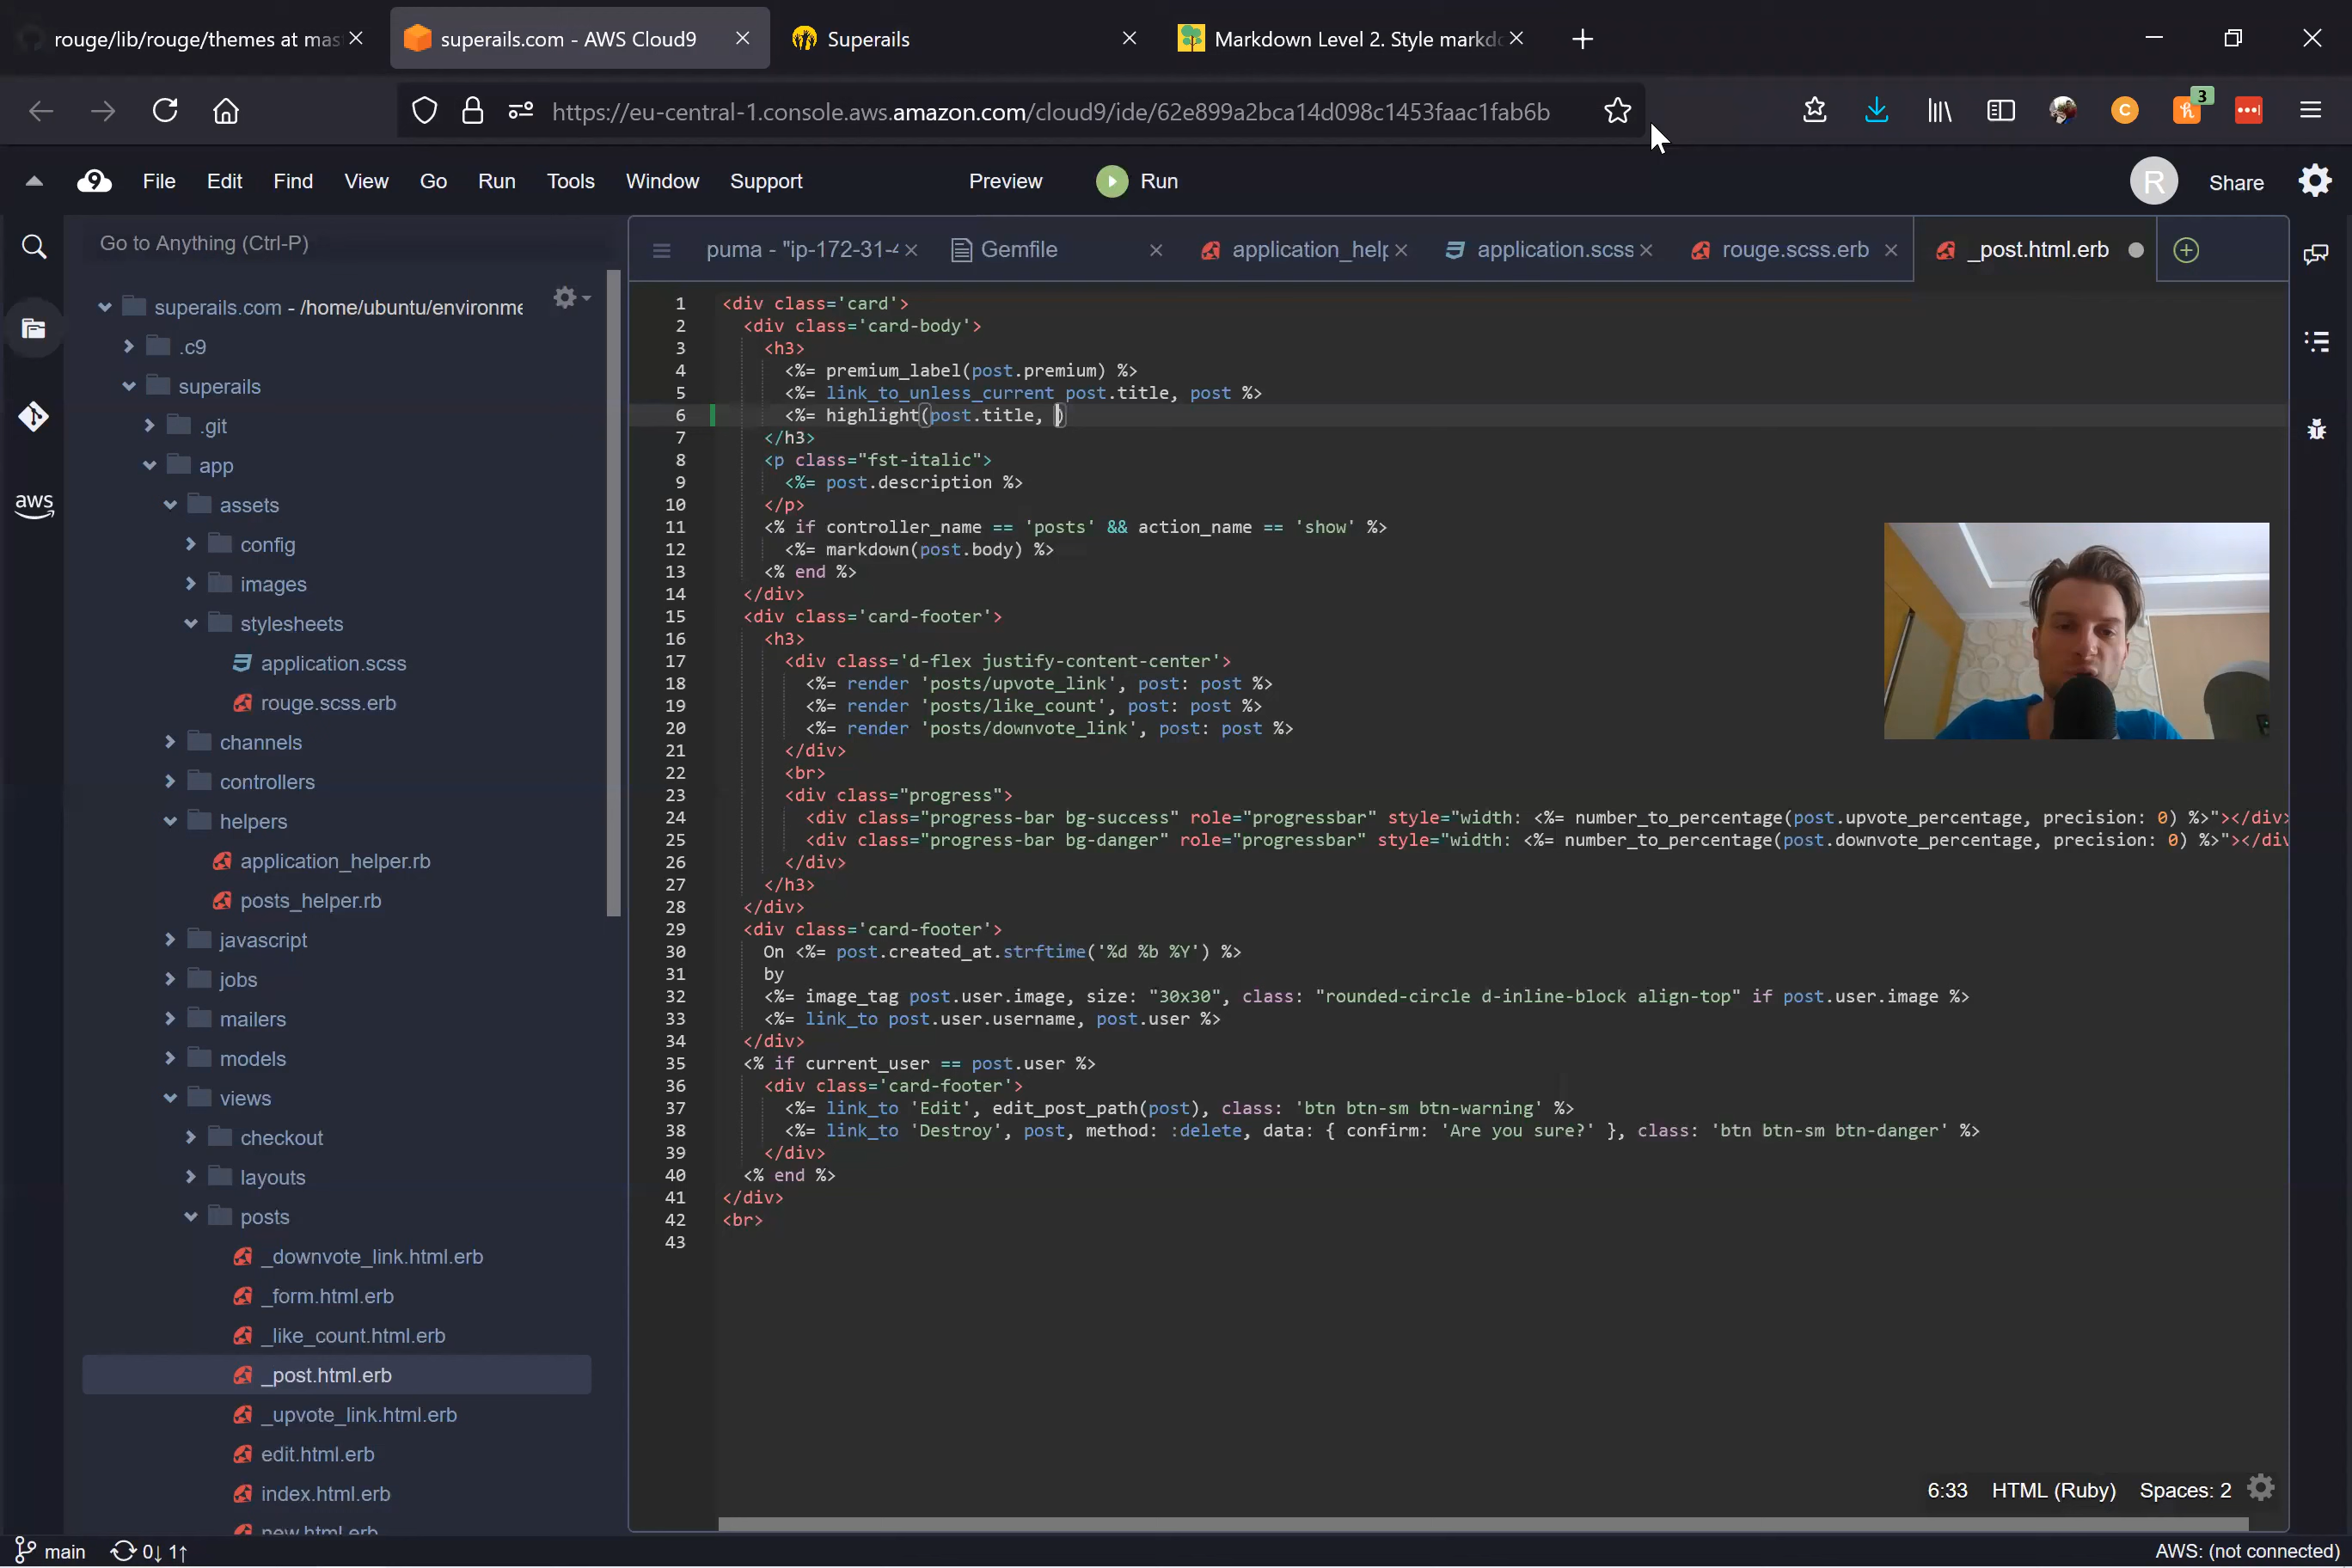 rouge/lib/rouge/themes at mas
superails.com - AWS Cloud9
Superails
Markdown Level 2. Style markdo
https://eu-central-1.console.aws.amazon.com/cloud9/ide/62e899a2bca14d098c1453faac1fab6b
C
3
9
File
Edit
Find
View
Go
Run
Tools
Window
Support
Preview
Run
R
Share
Go to Anything (Ctrl-P)
puma - "ip-172-31-4
Gemfile
application_help
application.scss
rouge.scss.erb
_post.html.erb
aws
superails.com - /home/ubuntu/environme
.c9
superails
.git
app
assets
config
images
stylesheets
application.scss
rouge.scss.erb
channels
controllers
helpers
application_helper.rb
posts_helper.rb
javascript
jobs
mailers
models
views
checkout
layouts
posts
_downvote_link.html.erb
_form.html.erb
_like_count.html.erb
_post.html.erb
_upvote_link.html.erb
edit.html.erb
index.html.erb
new.html.erb
1 <div class='card'>
2 <div class='card-body'>
3 <h3>
4 <%= premium_label(post.premium) %>
5 <%= link_to_unless_current post.title, post %>
6 <%= highlight(post.title, )
7 </h3>
8 <p class="fst-italic">
9 <%= post.description %>
10 </p>
11 <% if controller_name == 'posts' && action_name == 'show' %>
12 <%= markdown(post.body) %>
13 <% end %>
14 </div>
15 <div class='card-footer'>
16 <h3>
17 <div class='d-flex justify-content-center'>
18 <%= render 'posts/upvote_link', post: post %>
19 <%= render 'posts/like_count', post: post %>
20 <%= render 'posts/downvote_link', post: post %>
21 </div>
22 <br>
23 <div class="progress">
24 <div class="progress-bar bg-success" role="progressbar" style="width: <%= number_to_percentage(post.upvote_percentage, precision: 0) %>"></div>
25 <div class="progress-bar bg-danger" role="progressbar" style="width: <%= number_to_percentage(post.downvote_percentage, precision: 0) %>"></div
26 </div>
27 </h3>
28 </div>
29 <div class='card-footer'>
30 On <%= post.created_at.strftime('%d %b %Y') %>
31 by
32 <%= image_tag post.user.image, size: "30x30", class: "rounded-circle d-inline-block align-top" if post.user.image %>
33 <%= link_to post.user.username, post.user %>
34 </div>
35 <% if current_user == post.user %>
36 <div class='card-footer'>
37 <%= link_to 'Edit', edit_post_path(post), class: 'btn btn-sm btn-warning' %>
38 <%= link_to 'Destroy', post, method: :delete, data: { confirm: 'Are you sure?' }, class: 'btn btn-sm btn-danger' %>
39 </div>
40 <% end %>
41 </div>
42 <br>
43
6:33 HTML (Ruby) Spaces: 2
main 0↓ 1↑
AWS: (not connected)